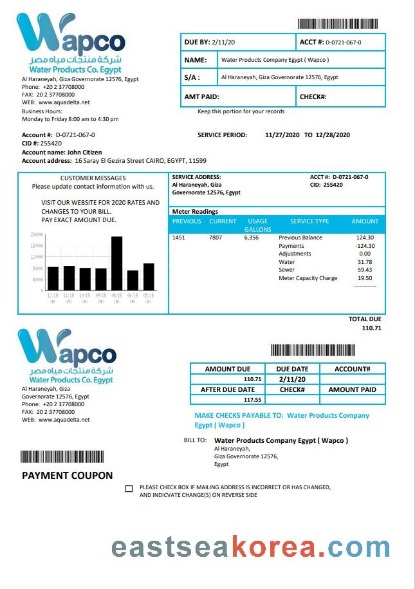 Wapco
شركة منتجات مياه مصر
Water Products Co. Egypt
Al Haraneyah, Giza Governorate 12576, Egypt
Phone: +20 2 37708000
FAX: 20 2 37708000
WEB: www.aquadelta.net
Business Hours:
Monday to Friday 8:00 am to 4:30 pm
DUE BY: 2/11/20 ACCT #: D-0721-067-0
NAME: Water Products Company Egypt ( Wapco )
S/A : Al Haraneyah, Giza Governorate 12576, Egypt
AMT PAID: CHECK#:
Keep this portion for your records
Account #: D-0721-067-0
CID #: 255420
Account name: John Citizen
Account address: 16 Saray El Gezira Street CAIRO, EGYPT, 11599
SERVICE PERIOD: 11/27/2020 TO 12/28/2020
CUSTOMER MESSAGES
Please update contact information with us.
VISIT OUR WEBSITE FOR 2020 RATES AND
CHANGES TO YOUR BILL.
PAY EXACT AMOUNT DUE.
SERVICE ADDRESS: ACCT #: D-0721-067-0
Al Haraneyah, Giza CID: 255420
Governorate 12576, Egypt
Meter Readings
PREVIOUS CURRENT USAGE SERVICE TYPE AMOUNT
GALLONS
1451 7807 6,356 Previous Balance 124.30
Payments -124.30
Adjustments 0.00
Water 31.78
Sewer 59.43
Meter Capacity Charge 19.50
TOTAL DUE
110.71
Wapco
شركة منتجات مياه مصر
Water Products Co. Egypt
Al Haraneyah, Giza
Governorate 12576, Egypt
Phone: +20 2 37708000
FAX: 20 2 37708000
WEB: www.aquadelta.net
AMOUNT DUE DUE DATE ACCOUNT#
110.71 2/11/20
AFTER DUE DATE CHECK# AMOUNT PAID
117.55
MAKE CHECKS PAYABLE TO: Water Products Company
Egypt ( Wapco )
BILL TO: Water Products Company Egypt ( Wapco )
Al Haraneyah,
Giza Governorate 12576,
Egypt
PAYMENT COUPON
PLEASE CHECK BOX IF MAILING ADDRESS IS INCORRECT OR HAS CHANGED,
AND INDICVATE CHANGE(S) ON REVERSE SIDE
eastseakorea.com